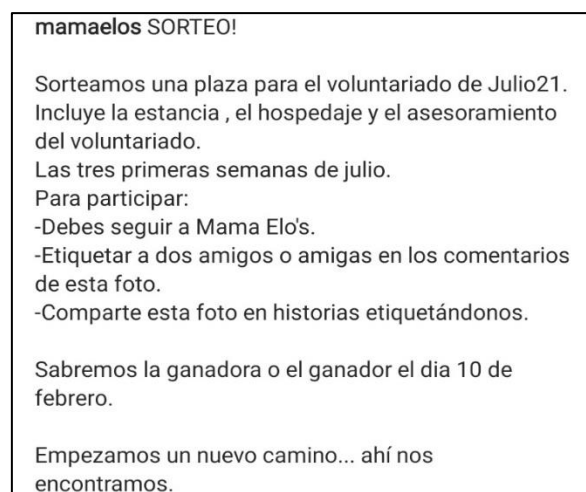 mamaelos SORTEO!
Sorteamos una plaza para el voluntariado de Julio21.
Incluye la estancia , el hospedaje y el asesoramiento
del voluntariado.
Las tres primeras semanas de julio.
Para participar:
-Debes seguir a Mama Elo's.
-Etiquetar a dos amigos o amigas en los comentarios
de esta foto.
-Comparte esta foto en historias etiquetándonos.
Sabremos la ganadora o el ganador el dia 10 de
febrero.
Empezamos un nuevo camino... ahí nos
encontramos.